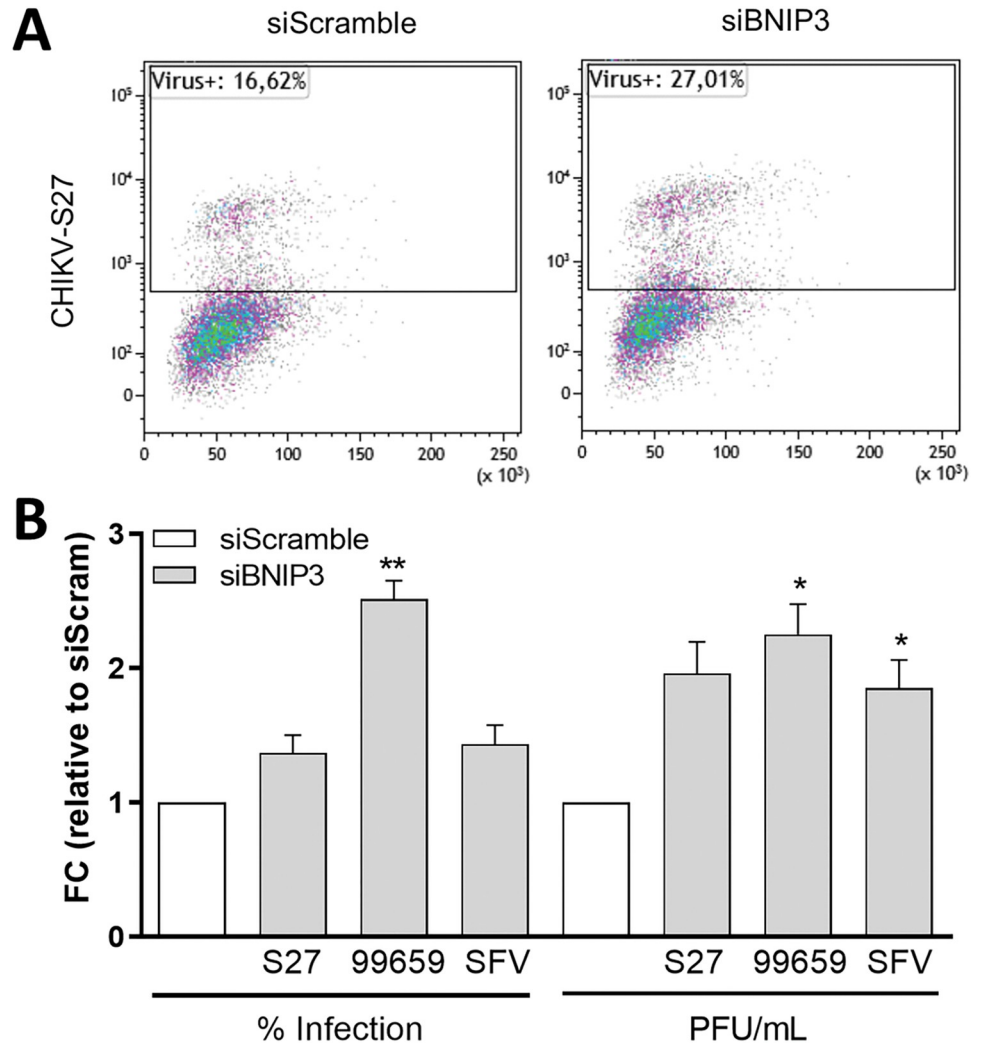 A
siScramble
siBNIP3
CHIKV-S27
Virus+: 16,62%
10⁵
10⁴
10³
10²
0
0 50 100 150 200 250
(x 10³)
Virus+: 27,01%
10⁵
10⁴
10³
10²
0
0 50 100 150 200 250
(x 10³)
B
FC (relative to siScram)
3
2
1
0
siScramble
siBNIP3
**
*
*
S27 99659 SFV S27 99659 SFV
% Infection PFU/mL